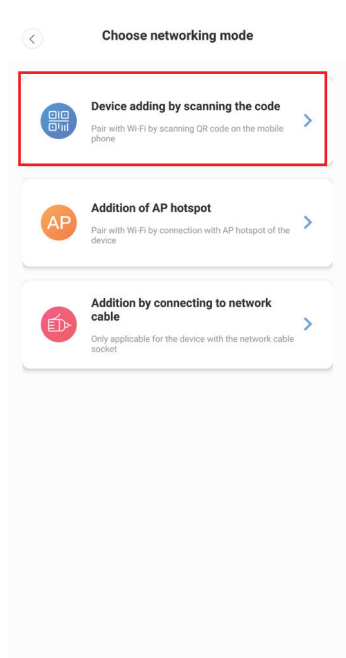 Choose networking mode
Device adding by scanning the code
Pair with Wi-Fi by scanning QR code on the mobile
phone
AP
Addition of AP hotspot
Pair with Wi-Fi by connection with AP hotspot of the
device
Addition by connecting to network
cable
Only applicable for the device with the network cable
socket